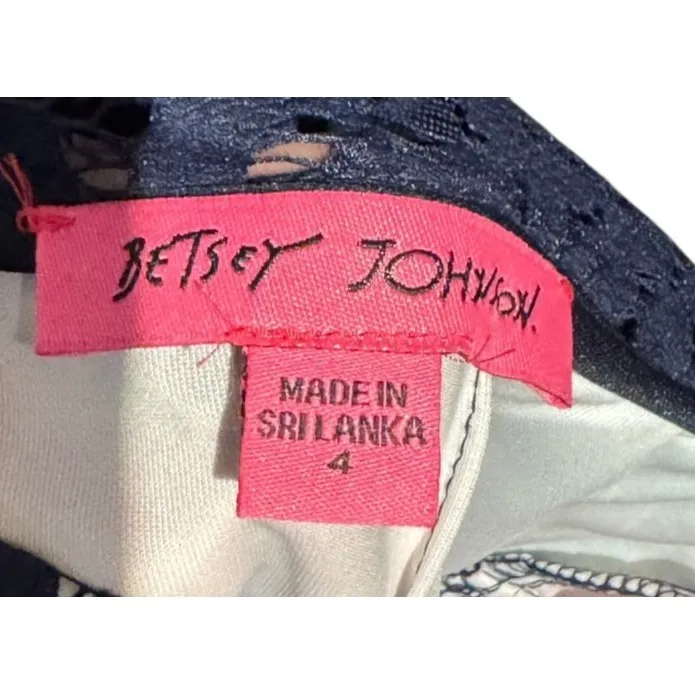 BETSEY JOHNSON.
MADE IN
SRI LANKA
4